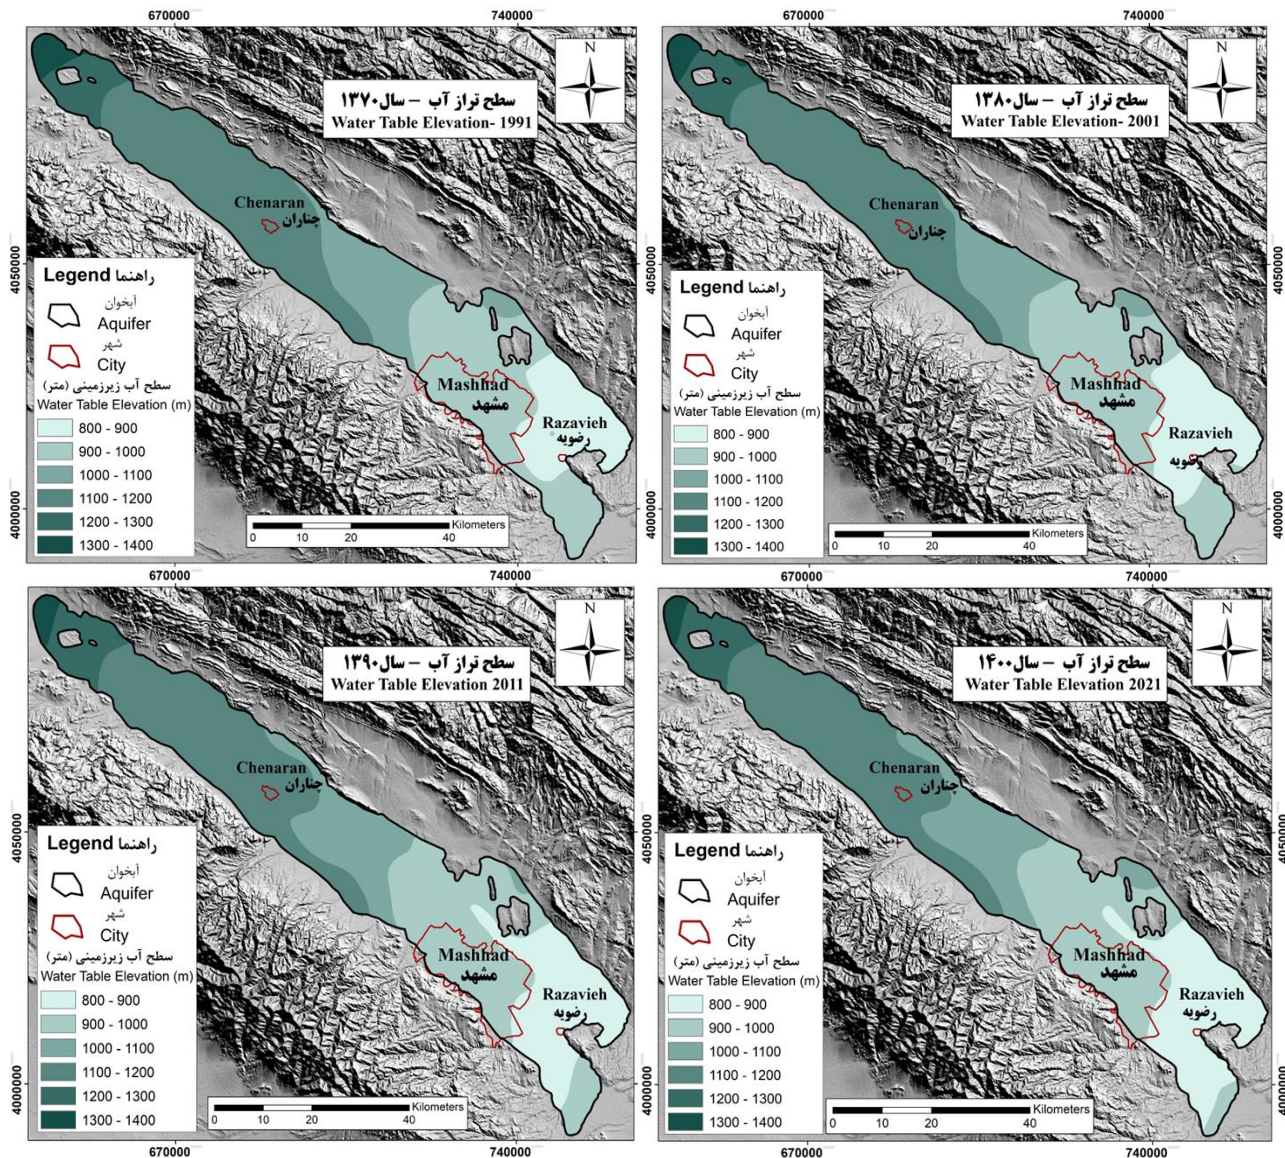 670000
740000
670000
740000
N
سطح تراز آب – سال۱۳۷۰
Water Table Elevation- 1991
Chenaran
چناران
Mashhad
مشهد
Razavieh
رضویه
4050000
4000000
Legend راهنما
آبخوان
Aquifer
شهر
City
سطح آب زیرزمینی (متر)
Water Table Elevation (m)
800 - 900
900 - 1000
1000 - 1100
1100 - 1200
1200 - 1300
1300 - 1400
Kilometers
0 10 20 40
N
سطح تراز آب – سال۱۳۸۰
Water Table Elevation- 2001
Chenaran
چناران
Mashhad
مشهد
Razavieh
رضویه
4050000
4000000
Legend راهنما
آبخوان
Aquifer
شهر
City
سطح آب زیرزمینی (متر)
Water Table Elevation (m)
800 - 900
900 - 1000
1000 - 1100
1100 - 1200
1200 - 1300
1300 - 1400
Kilometers
0 10 20 40
670000
740000
670000
740000
N
سطح تراز آب – سال۱۳۹۰
Water Table Elevation 2011
Chenaran
چناران
Mashhad
مشهد
Razavieh
رضویه
4050000
4000000
Legend راهنما
آبخوان
Aquifer
شهر
City
سطح آب زیرزمینی (متر)
Water Table Elevation (m)
800 - 900
900 - 1000
1000 - 1100
1100 - 1200
1200 - 1300
1300 - 1400
Kilometers
0 10 20 40
N
سطح تراز آب – سال۱۴۰۰
Water Table Elevation 2021
Chenaran
چناران
Mashhad
مشهد
Razavieh
رضویه
4050000
4000000
Legend راهنما
آبخوان
Aquifer
شهر
City
سطح آب زیرزمینی (متر)
Water Table Elevation (m)
800 - 900
900 - 1000
1000 - 1100
1100 - 1200
1200 - 1300
1300 - 1400
Kilometers
0 10 20 40
670000
740000
670000
740000